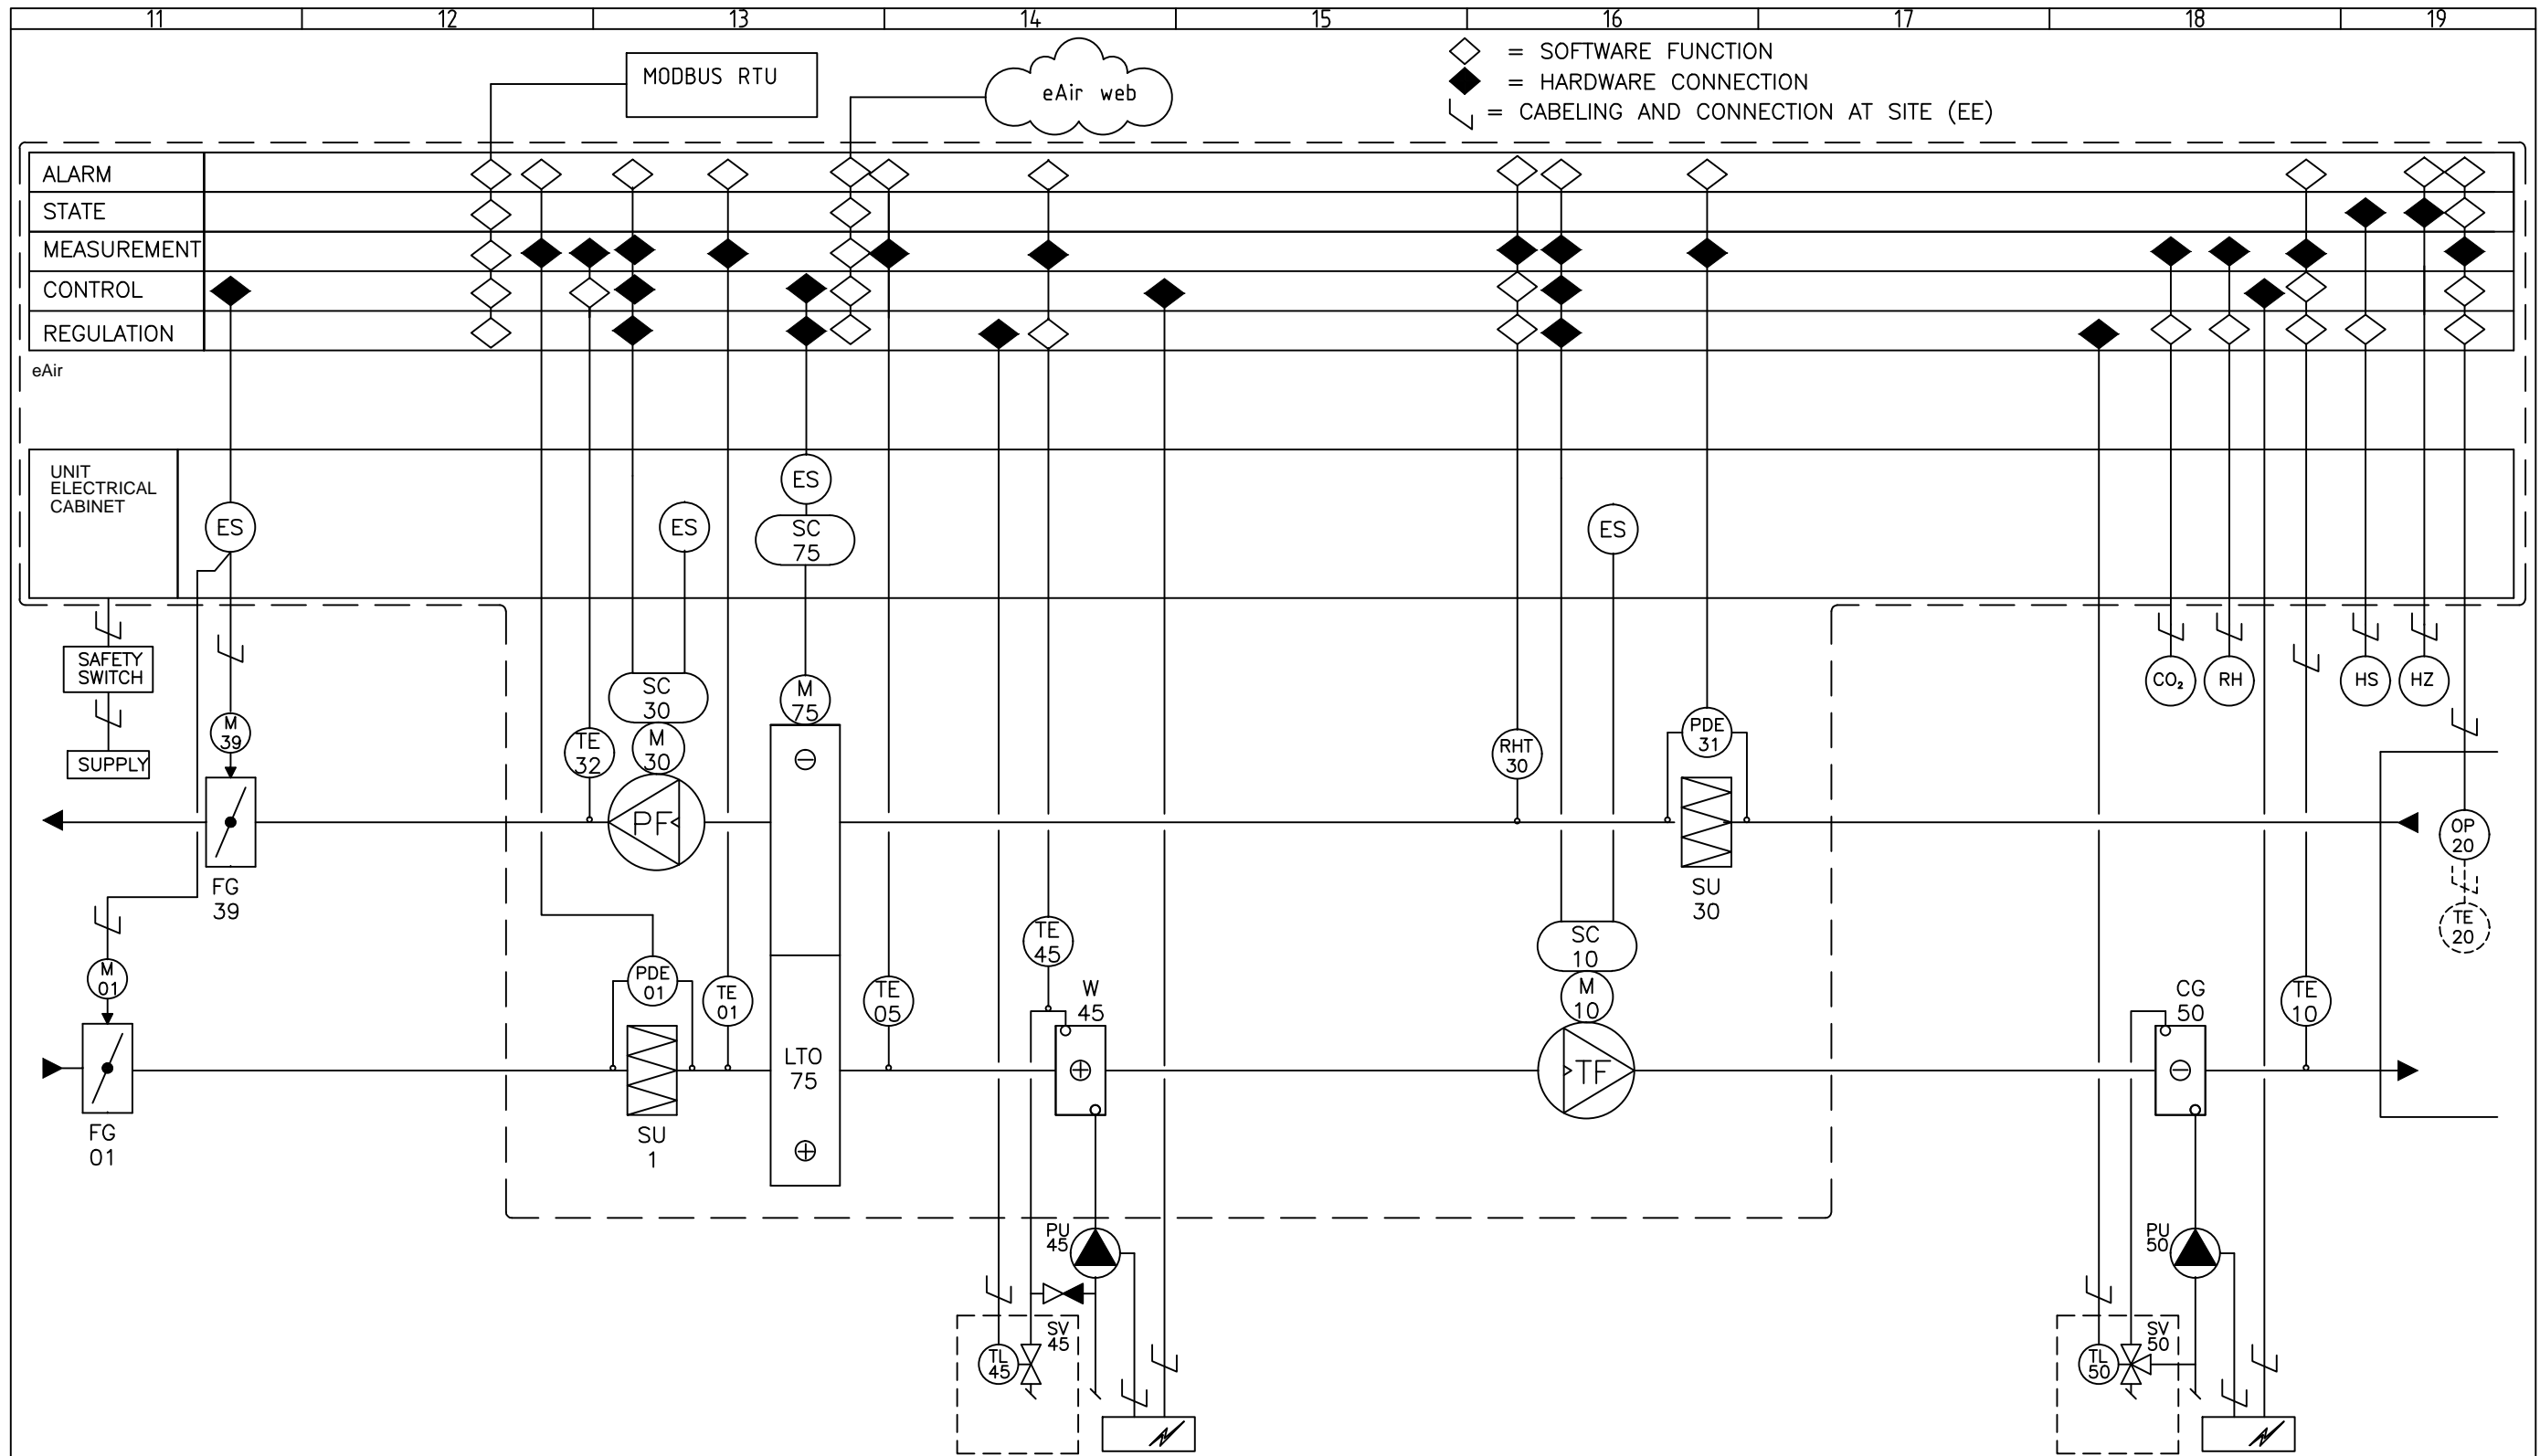 11 12 13 14 15 16 17 18 19
MODBUS RTU
eAir web
= SOFTWARE FUNCTION
= HARDWARE CONNECTION
= CABELING AND CONNECTION AT SITE (EE)
ALARM
STATE
MEASUREMENT
CONTROL
REGULATION
eAir
UNIT
ELECTRICAL
CABINET
ES
ES
ES
SC
75
ES
SAFETY
SWITCH
SUPPLY
M
39
TE
32
SC
30
M
30
M
75
RHT
30
PDE
31
CO₂
RH
HS
HZ
PF
OP
20
FG
39
SU
30
TE
20
M
01
PDE
01
TE
01
TE
05
TE
45
W
45
SC
10
M
10
CG
50
TE
10
LTO
75
TF
FG
01
SU
1
PU
45
PU
50
SV
45
TL
45
SV
50
TL
50